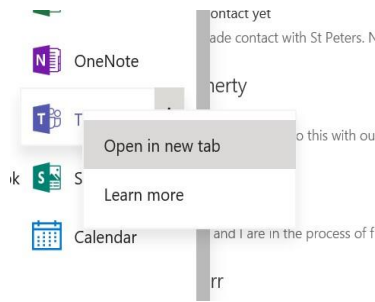 ontact yet
ade contact with St Peters. N
OneNote
nerty
T
Open in new tab
o this with ou
k
S
Learn more
Calendar
and I are in the process of f
rr